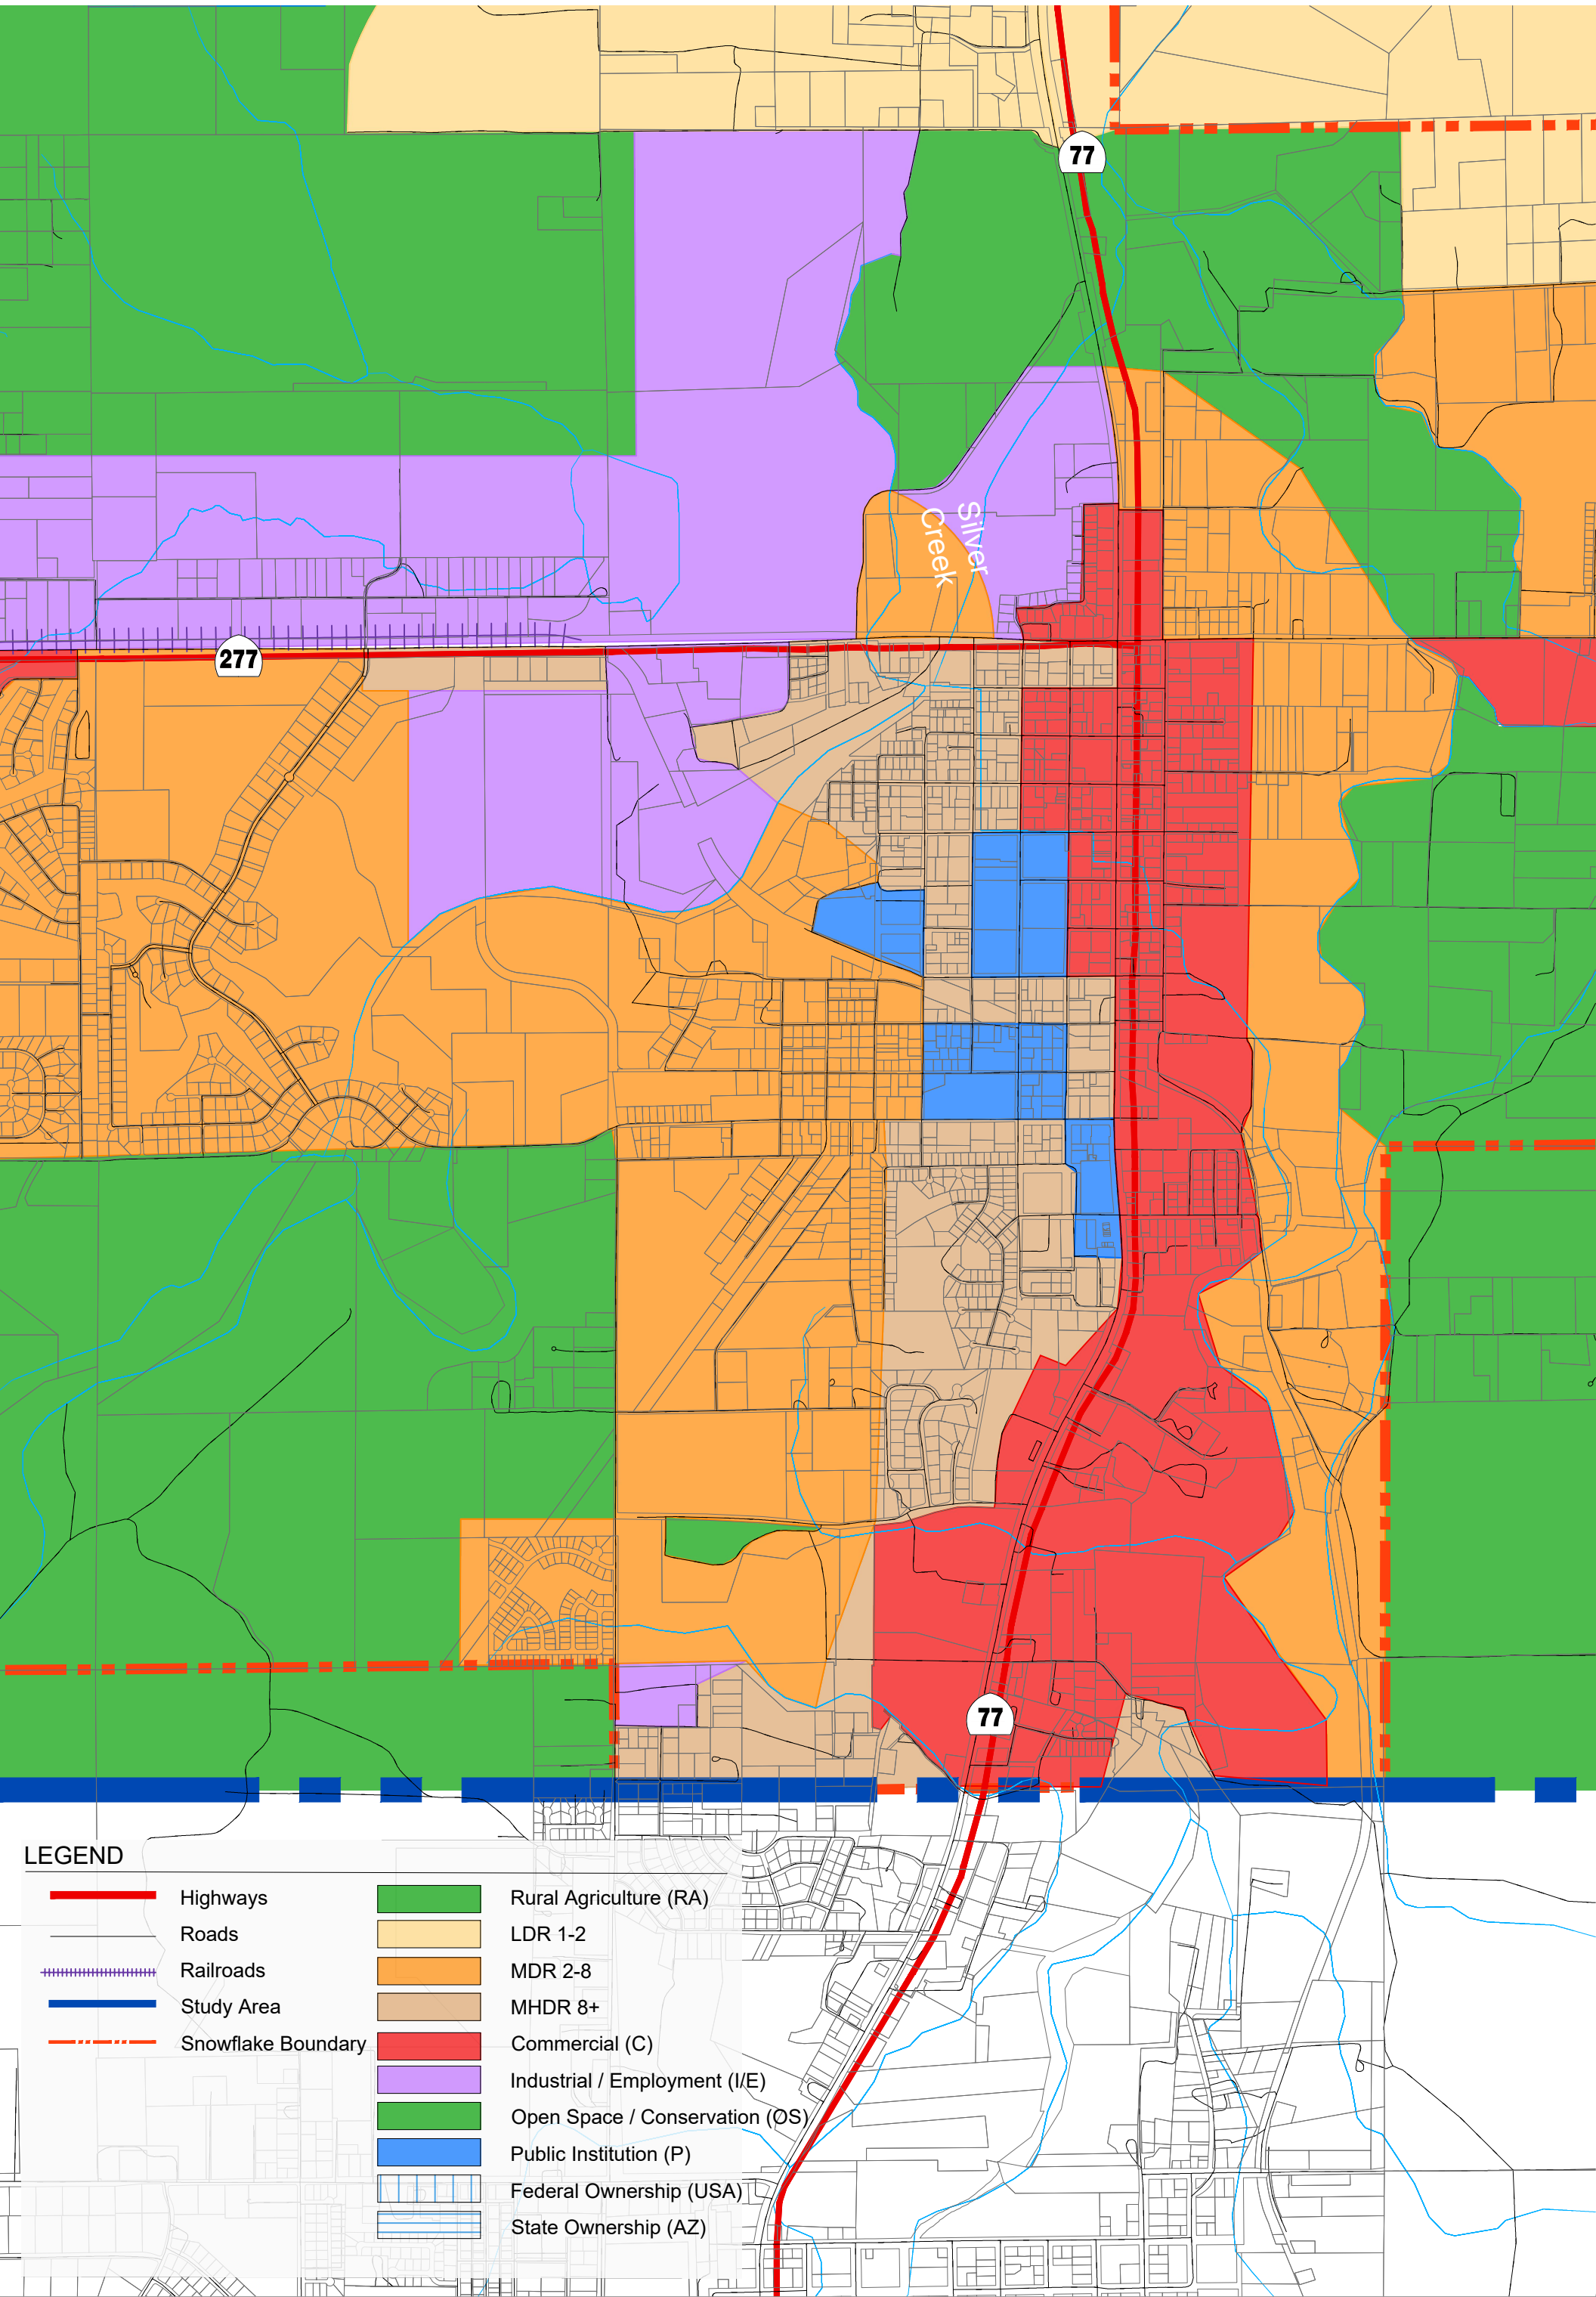 77
Silver
Creek
277
77
LEGEND
Highways
Roads
Railroads
Study Area
Snowflake Boundary
Rural Agriculture (RA)
LDR 1-2
MDR 2-8
MHDR 8+
Commercial (C)
Industrial / Employment (I/E)
Open Space / Conservation (OS)
Public Institution (P)
Federal Ownership (USA)
State Ownership (AZ)